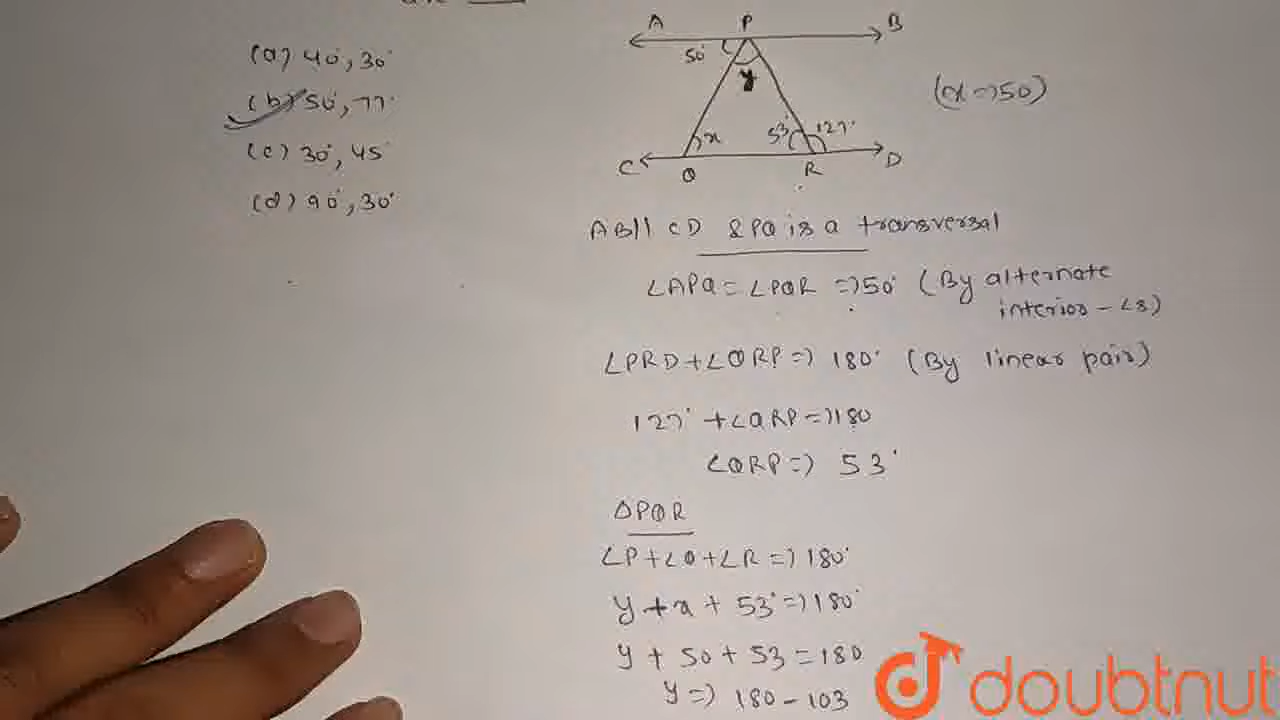 (a) 40°, 30°
(b) 50°, 77°
(c) 30°, 45°
(d) 90°, 30°
A P B
50°
y
(x => 50)
x 53° 127°
C Q R D
AB || CD & PQ is a transversal
∠APQ = ∠PQR => 50° (By alternate
interior - ∠s)
∠PRD + ∠QRP => 180° (By linear pair)
127° + ∠QRP => 180
∠QRP => 53°
△PQR
∠P + ∠Q + ∠R => 180°
y + x + 53° => 180°
y + 50 + 53 = 180
y => 180 - 103
doubtnut